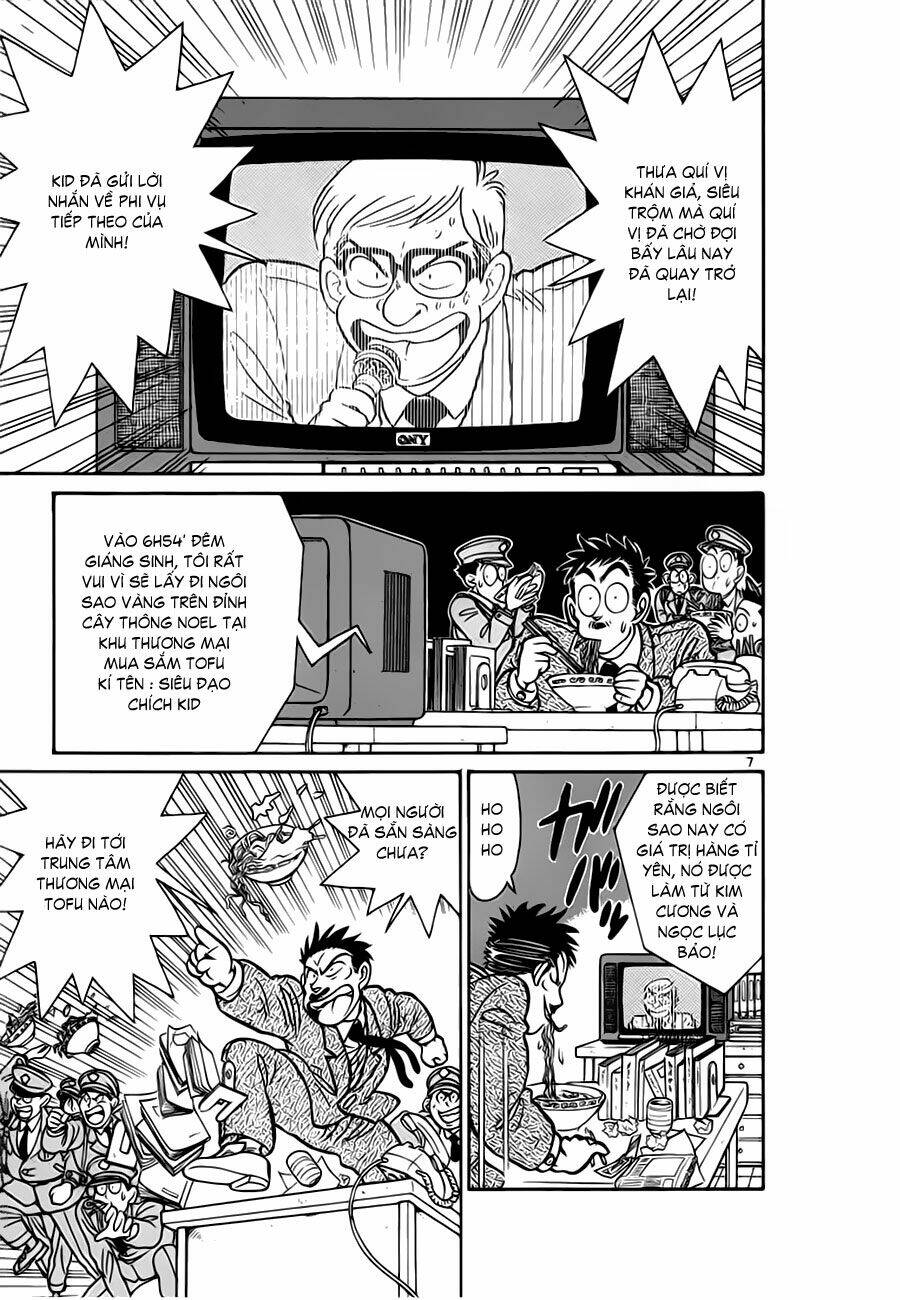 THƯA QUÍ VỊ
KHÁN GIẢ, SIÊU
TRỘM MÀ QUÍ
VỊ ĐÃ CHỜ ĐỢI
BẤY LÂU NAY
ĐÃ QUAY TRỞ
LẠI!
KID ĐÃ GỬI LỜI
NHẮN VỀ PHI VỤ
TIẾP THEO CỦA
MÌNH!
QNY
VÀO 6H54' ĐÊM
GIÁNG SINH, TÔI RẤT
VUI VÌ SẼ LẤY ĐI NGÔI
SAO VÀNG TRÊN ĐỈNH
CÂY THÔNG NOEL TẠI
KHU THƯƠNG MẠI
MUA SẮM TOFU
KÍ TÊN : SIÊU ĐẠO
CHÍCH KID
7
ĐƯỢC BIẾT
RẰNG NGÔI
SAO NAY CÓ
GIÁ TRỊ HÀNG TỈ
YÊN, NÓ ĐƯỢC
LÀM TỪ KIM
CƯƠNG VÀ
NGỌC LỤC
BẢO!
HO
HO
HO
MỌI NGƯỜI
ĐÃ SẴN SÀNG
CHƯA?
HÃY ĐI TỚI
TRUNG TÂM
THƯƠNG MẠI
TOFU NÀO!